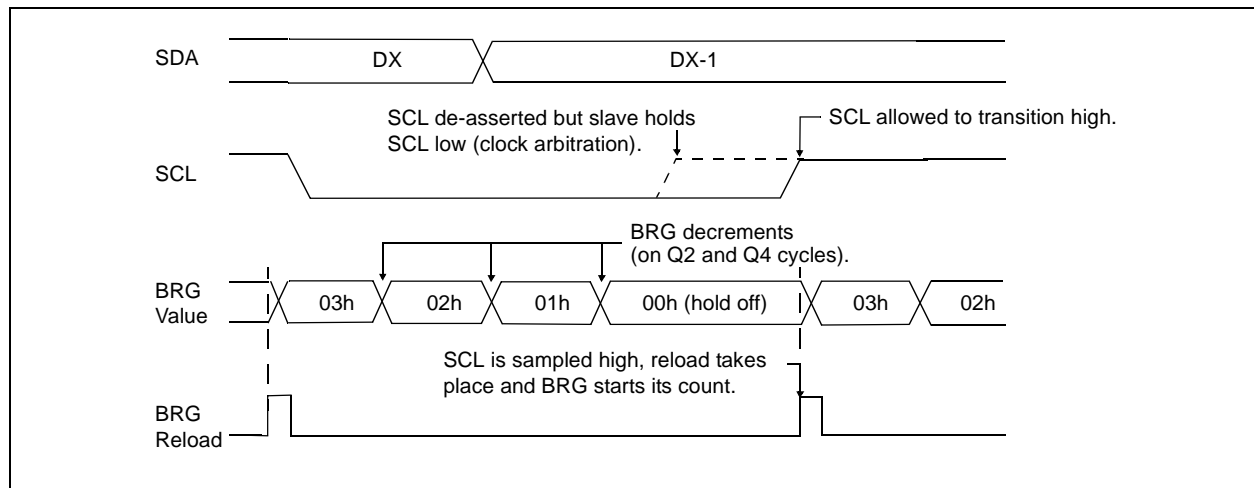 SDA
DX
DX-1
SCL de-asserted but slave holds
SCL low (clock arbitration).
SCL allowed to transition high.
SCL
BRG decrements
(on Q2 and Q4 cycles).
BRG
Value
03h
02h
01h
00h (hold off)
03h
02h
SCL is sampled high, reload takes
place and BRG starts its count.
BRG
Reload